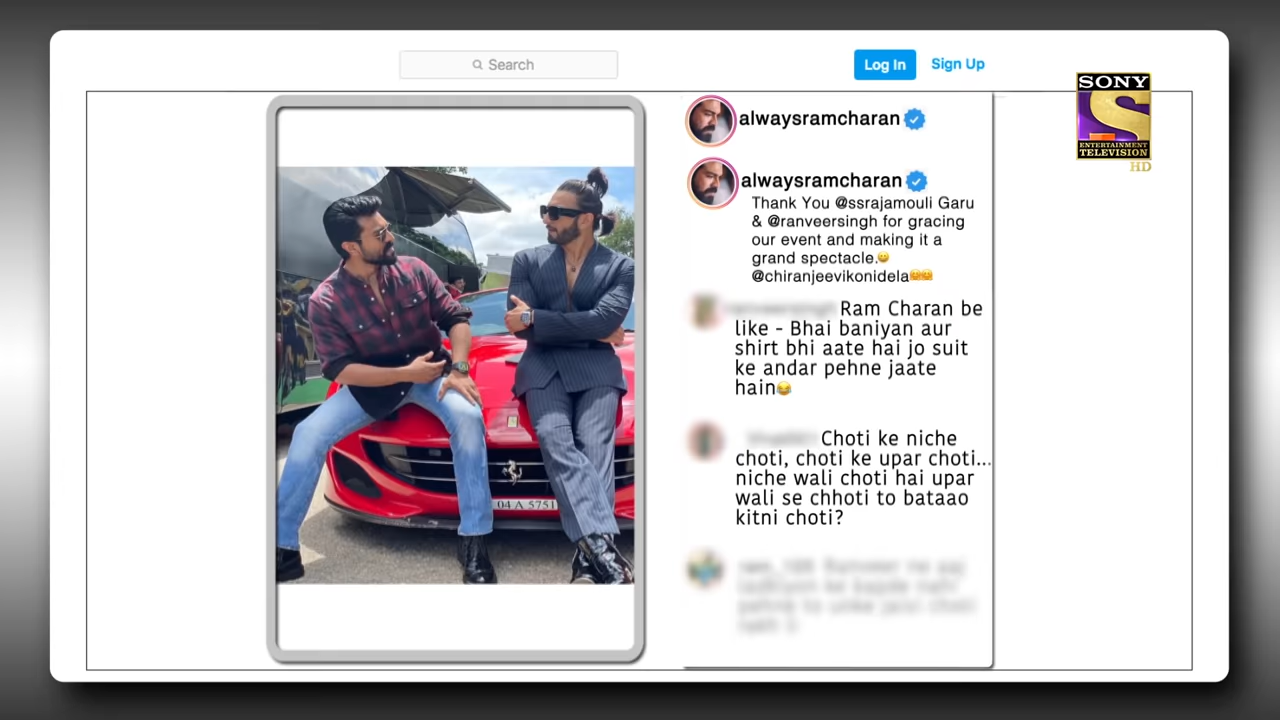 Search
Log In
Sign Up
SONY
ENTERTAINMENT
TELEVISION
HD
alwaysramcharan
alwaysramcharan
Thank You @ssrajamouli Garu
& @ranveersingh for gracing
our event and making it a
grand spectacle.😀
@chiranjeevikonidela🤗🤗
Ram Charan be
like - Bhai baniyan aur
shirt bhi aate hai jo suit
ke andar pehne jaate
hain😂
Choti ke niche
choti, choti ke upar choti...
niche wali choti hai upar
wali se chhoti to bataao
kitni choti?
04 A 5751